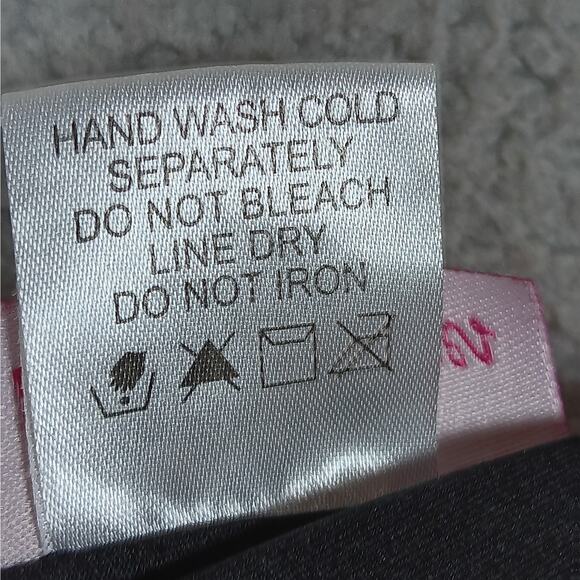 HAND WASH COLD
SEPARATELY
DO NOT BLEACH
LINE DRY
DO NOT IRON